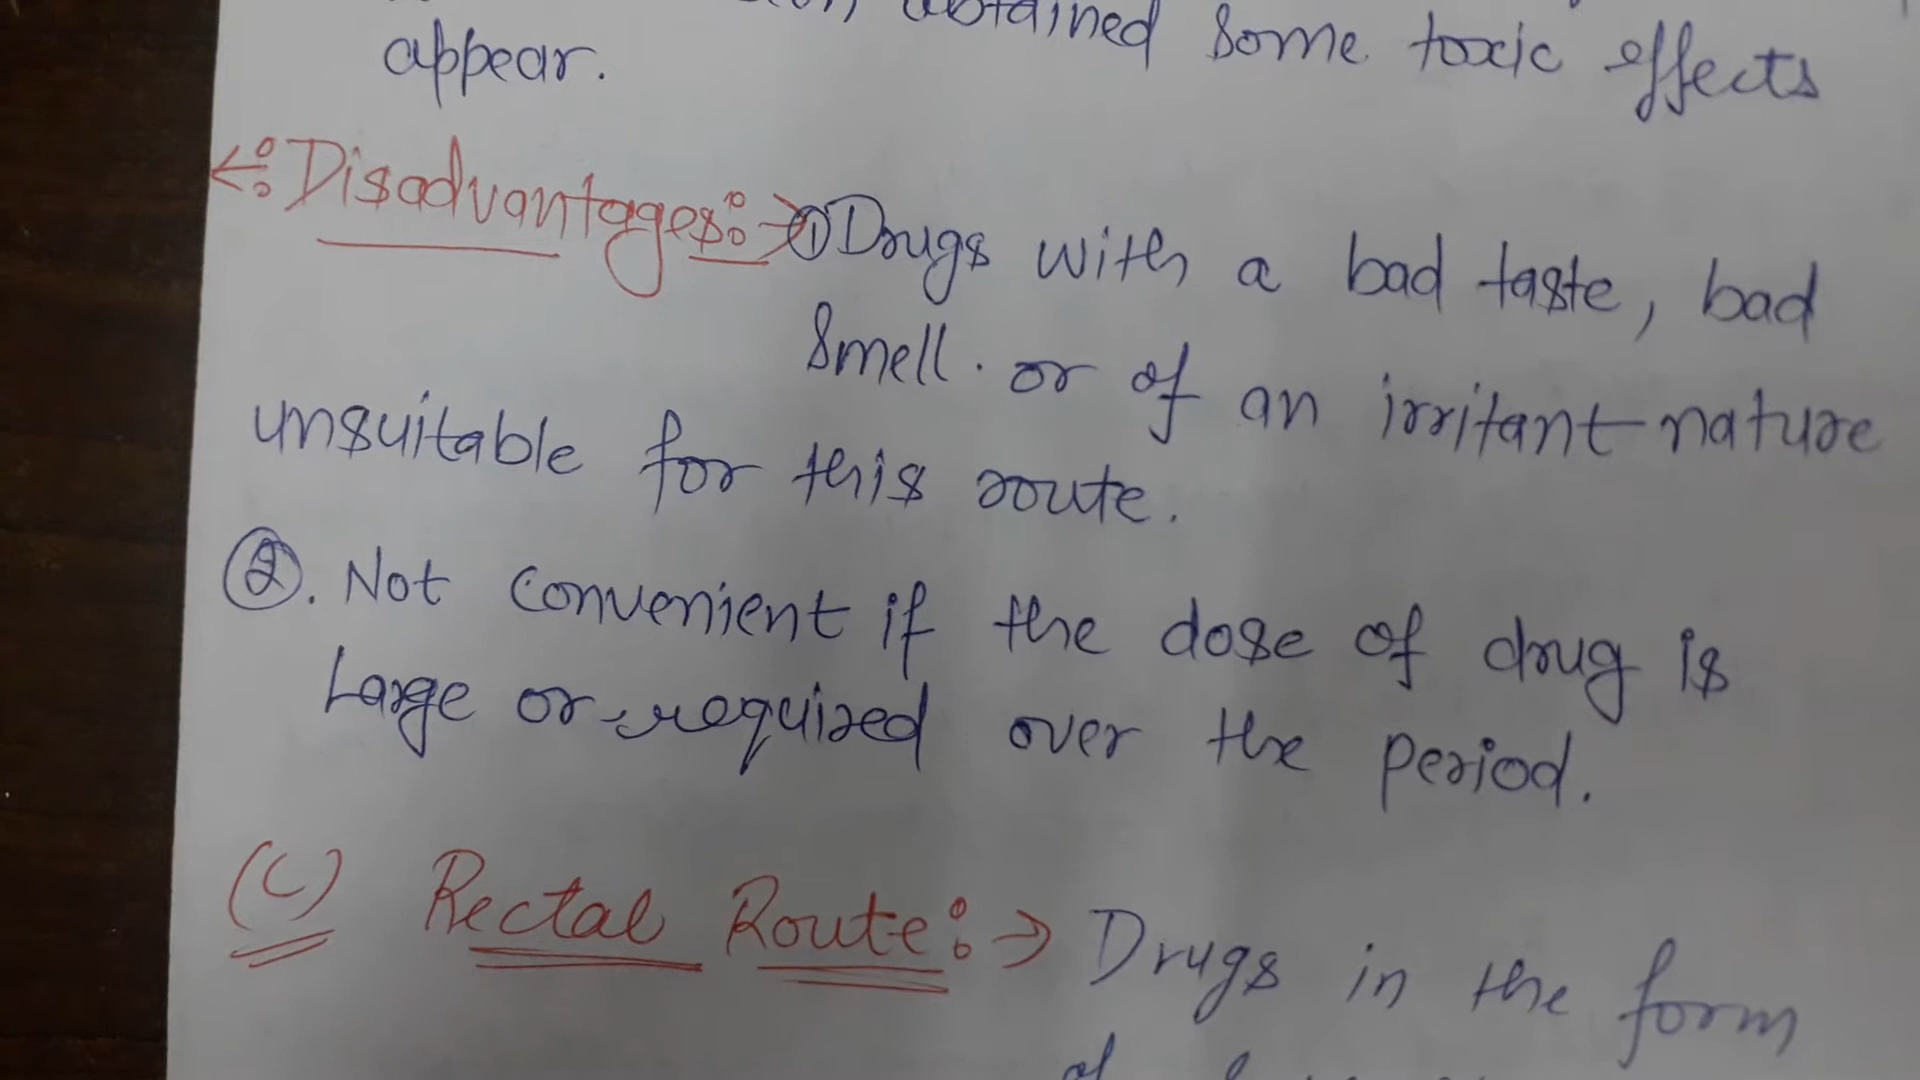 obtained some toxic effects
appear.
Disadvantages:→ ① Drugs with a bad taste, bad
smell. or of an irritant nature
unsuitable for this route.
②. Not convenient if the dose of drug is
Large or required over the period.
(C) Rectal Route:→ Drugs in the form
of